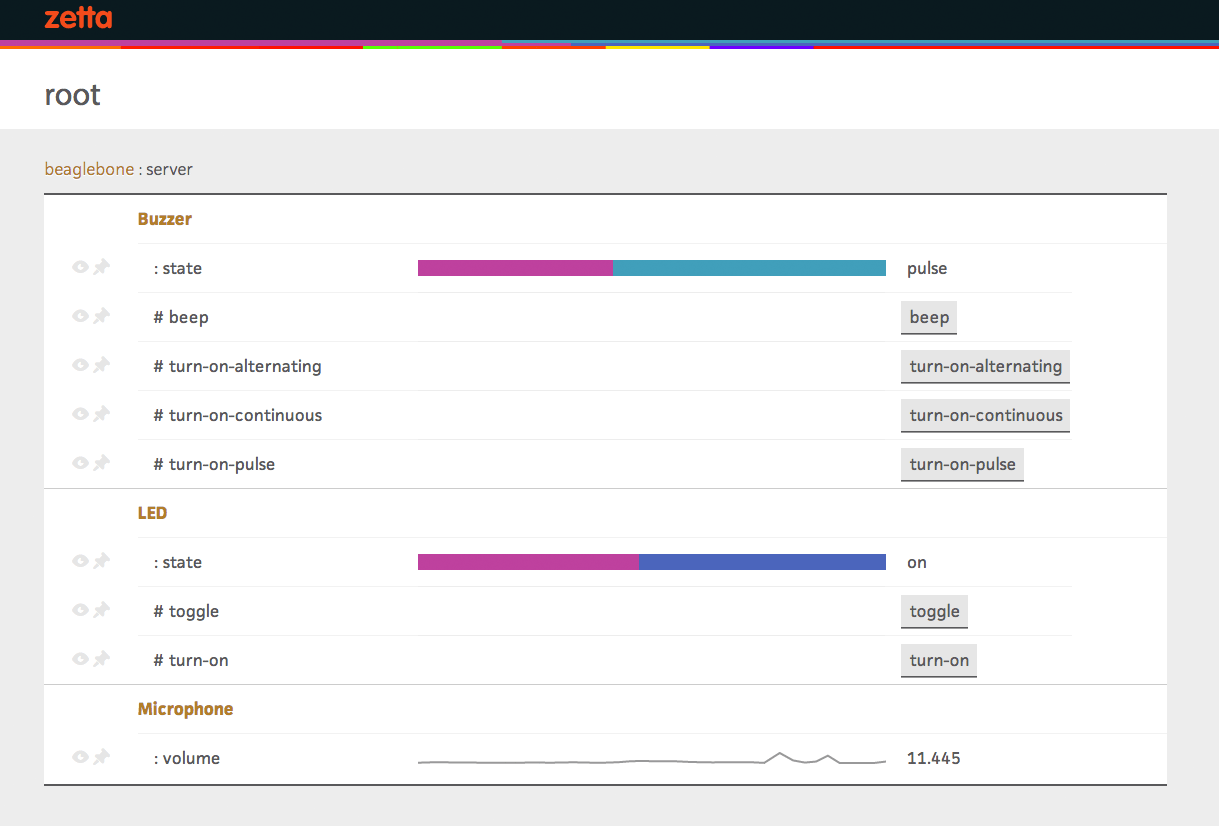 zetta
root
beaglebone : server
Buzzer
: state pulse
# beep beep
# turn-on-alternating turn-on-alternating
# turn-on-continuous turn-on-continuous
# turn-on-pulse turn-on-pulse
LED
: state on
# toggle toggle
# turn-on turn-on
Microphone
: volume 11.445